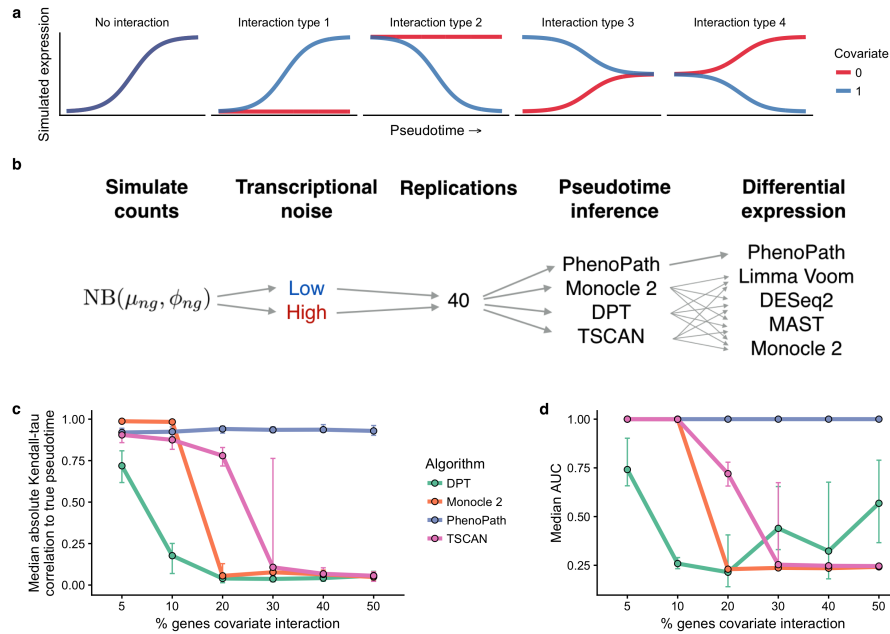 a
No interaction
Interaction type 1
Interaction type 2
Interaction type 3
Interaction type 4
Simulated expression
Pseudotime →
Covariate
0
1
b
Simulate
counts
Transcriptional
noise
Replications
Pseudotime
inference
Differential
expression
NB(μng, ϕng)
Low
High
40
PhenoPath
Monocle 2
DPT
TSCAN
PhenoPath
Limma Voom
DESeq2
MAST
Monocle 2
c
Median absolute Kendall-tau
correlation to true pseudotime
1.00
0.75
0.50
0.25
0.00
5 10 20 30 40 50
% genes covariate interaction
Algorithm
DPT
Monocle 2
PhenoPath
TSCAN
d
Median AUC
1.00
0.75
0.50
0.25
5 10 20 30 40 50
% genes covariate interaction